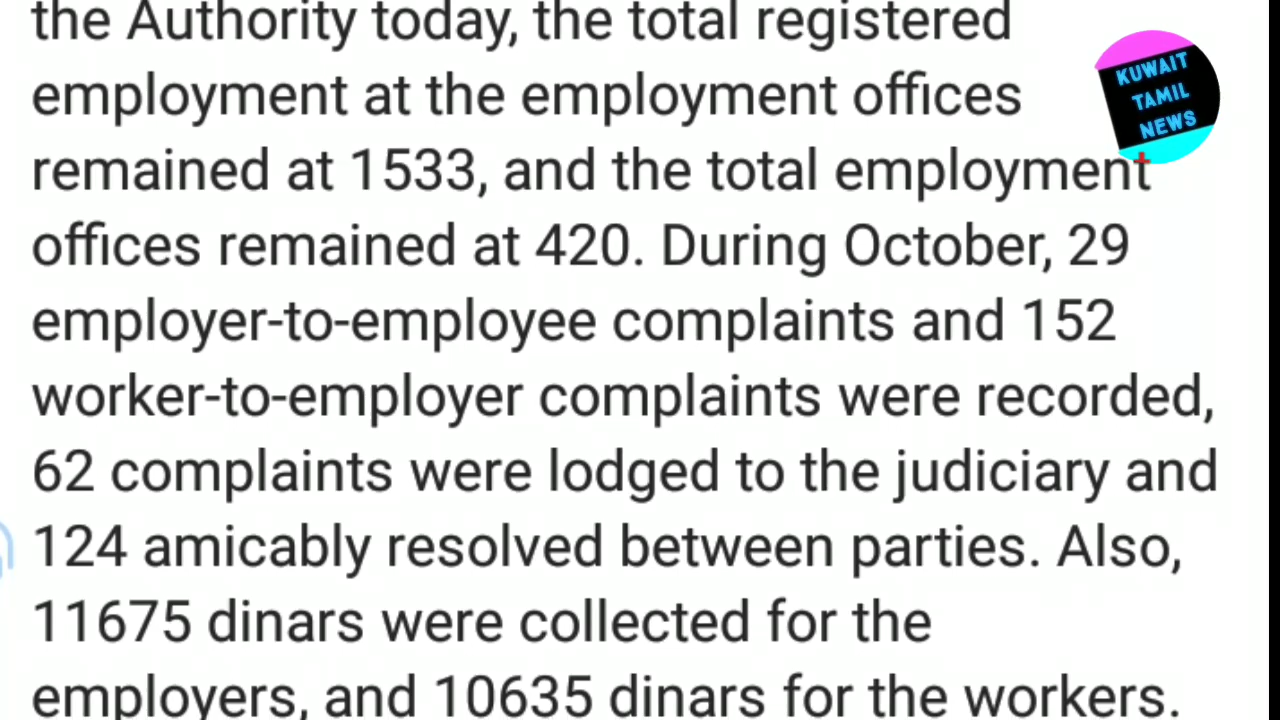 the Authority today, the total registered
employment at the employment offices
remained at 1533, and the total employment
offices remained at 420. During October, 29
employer-to-employee complaints and 152
worker-to-employer complaints were recorded,
62 complaints were lodged to the judiciary and
124 amicably resolved between parties. Also,
11675 dinars were collected for the
employers, and 10635 dinars for the workers.
KUWAIT
TAMIL
NEWS